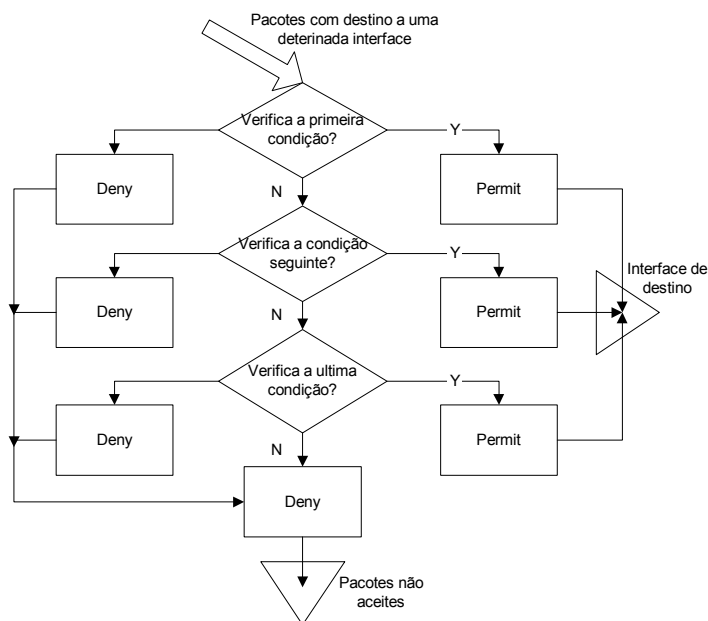 Pacotes com destino a uma
deterinada interface
Verifica a primeira
condição?
Y
Deny
Permit
N
Verifica a condição
seguinte?
Y
Interface de
destino
Deny
Permit
N
Verifica a ultima
condição?
Y
Deny
Permit
N
Deny
Pacotes não
aceites